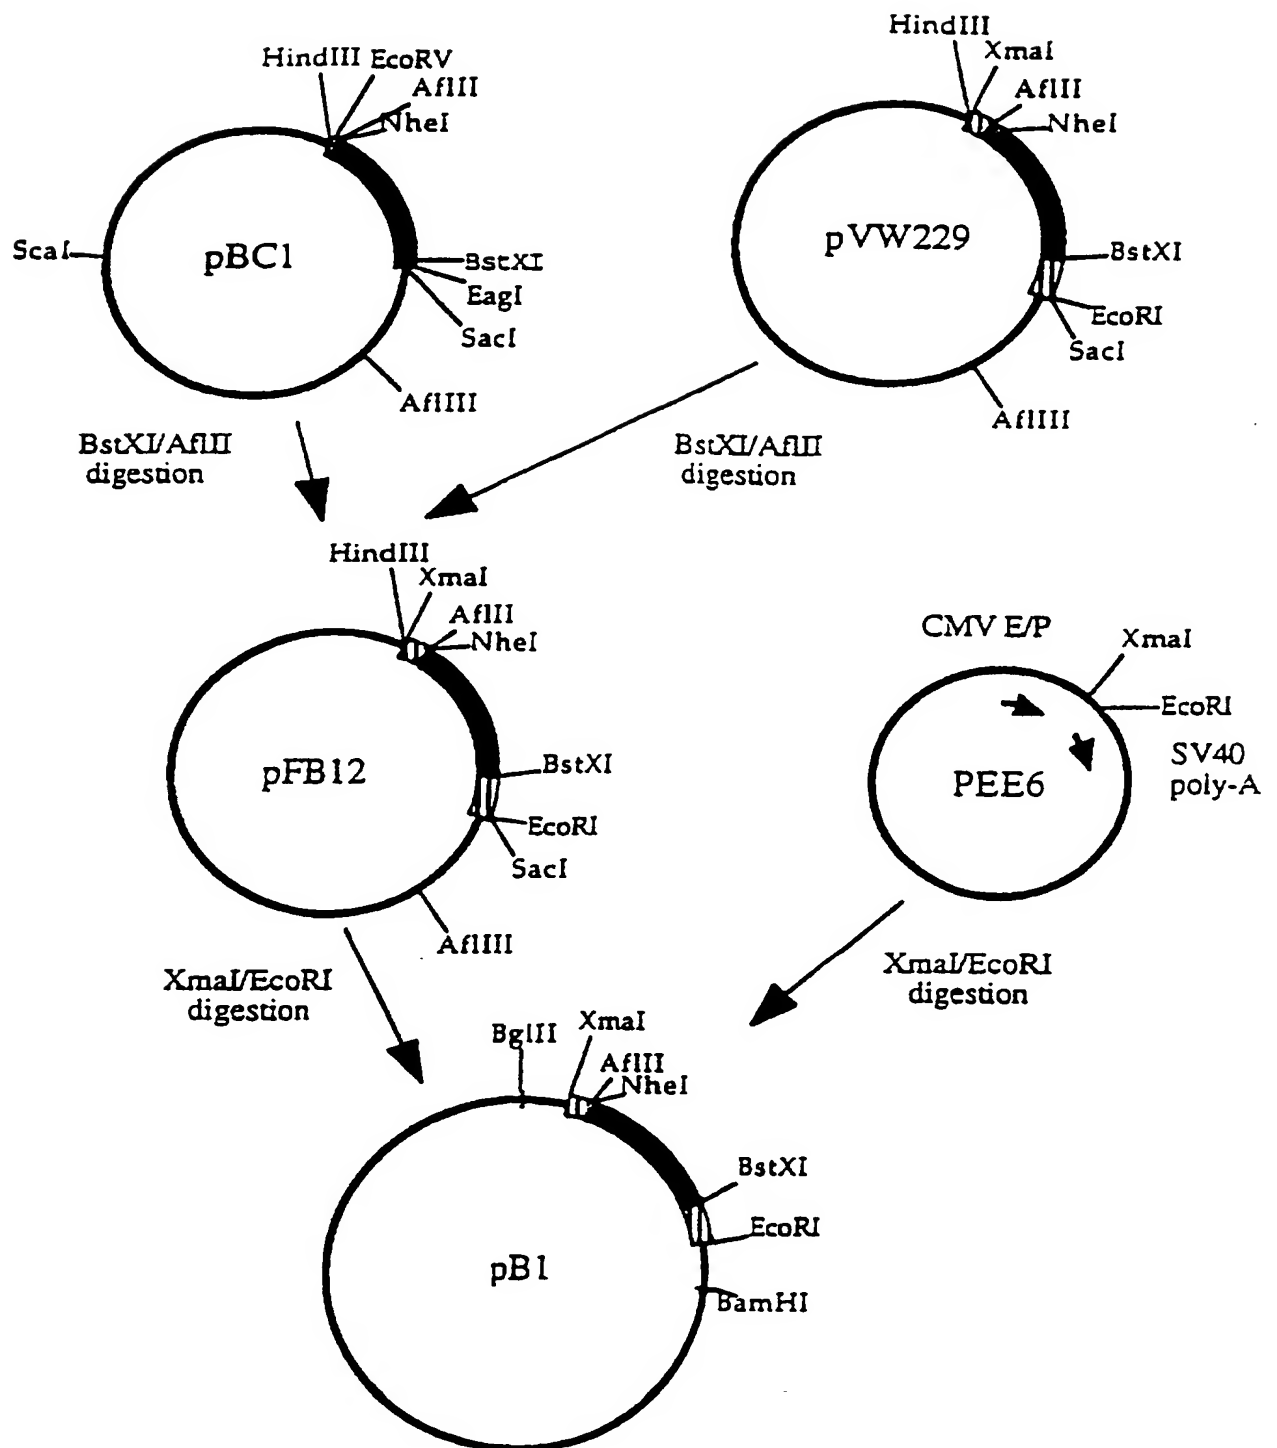 HindIII
EcoRV
AflII
NheI
pBC1
ScaI
BstXI
EagI
SacI
AflIII
HindIII
XmaI
AflII
NheI
pVW229
BstXI
EcoRI
SacI
AflIII
BstXI/AflII
digestion
BstXI/AflII
digestion
HindIII
XmaI
AflII
NheI
pFB12
BstXI
EcoRI
SacI
AflIII
CMV E/P
XmaI
EcoRI
PEE6
SV40
poly-A
XmaI/EcoRI
digestion
XmaI/EcoRI
digestion
BglII
XmaI
AflII
NheI
BstXI
EcoRI
pB1
BamHI